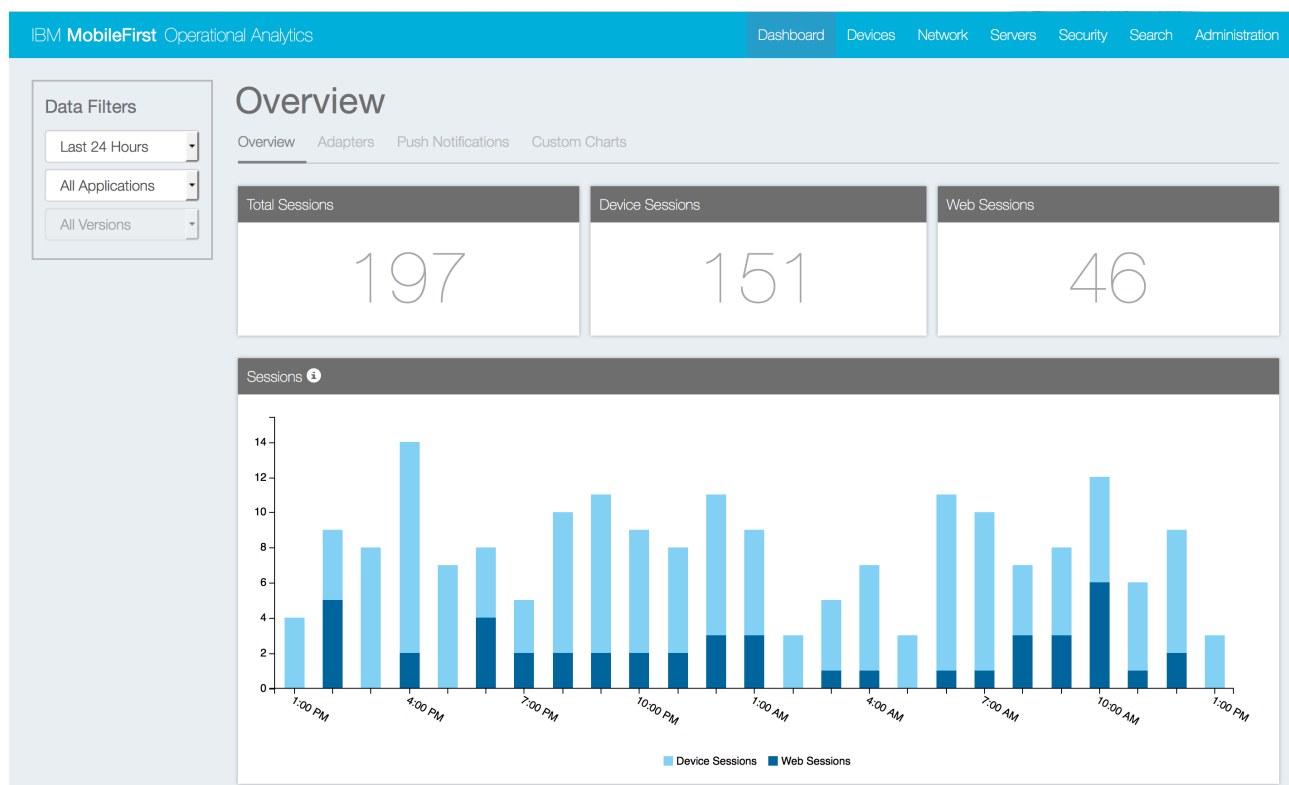 IBM MobileFirst Operational Analytics
Dashboard Devices Network Servers Security Search Administration
Data Filters
Last 24 Hours
All Applications
All Versions
Overview
Overview Adapters Push Notifications Custom Charts
Total Sessions
197
Device Sessions
151
Web Sessions
46
Sessions
14
12
10
8
6
4
2
0
1:00 PM 4:00 PM 7:00 PM 10:00 PM 1:00 AM 4:00 AM 7:00 AM 10:00 AM 1:00 PM
Device Sessions Web Sessions